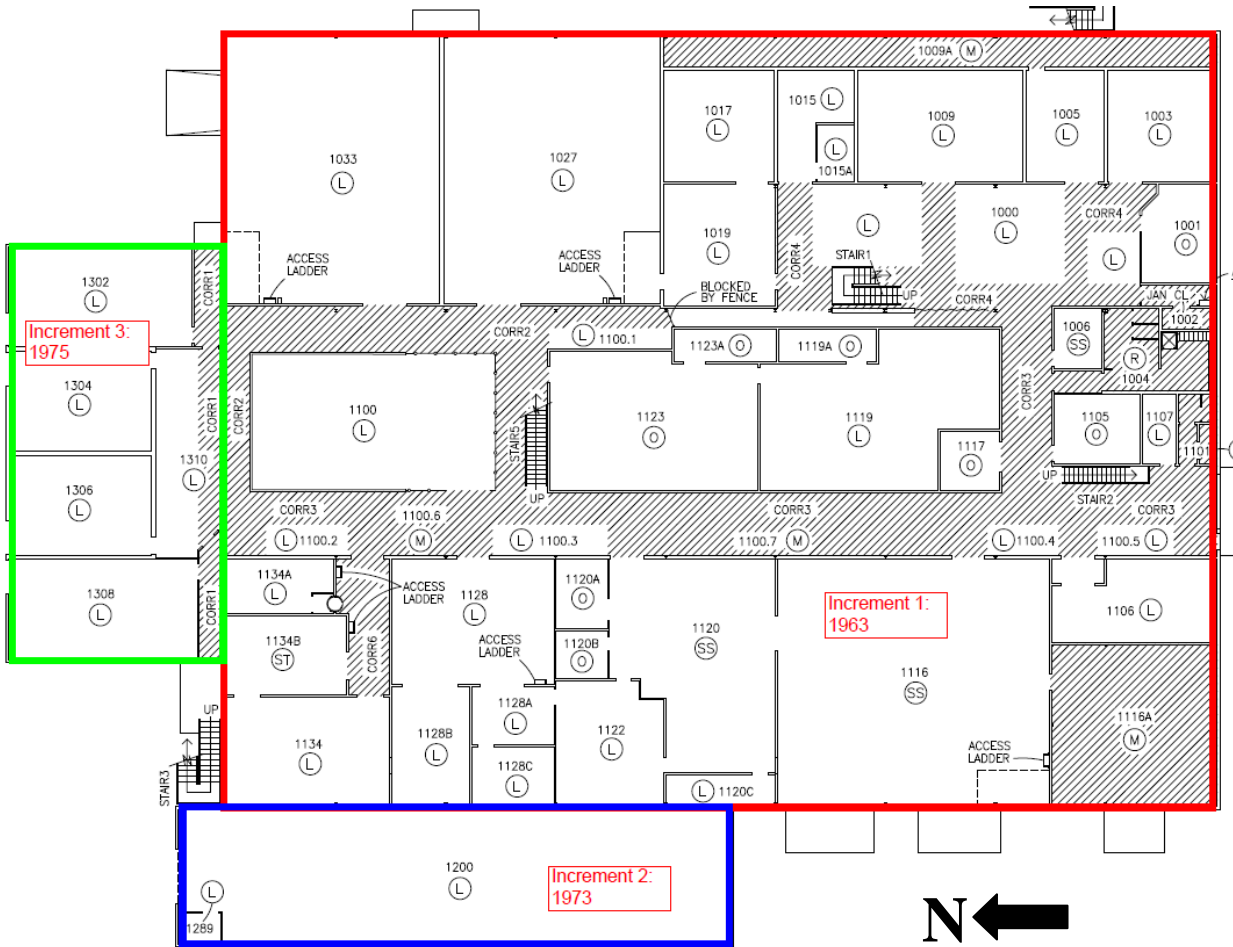 1009A M
1033
L
1027
L
1017
L
1015 L
L
1015A
1009
L
1005
L
1003
L
1019
L
CORR4
L
STAIR1
UP
1000
L
CORR4
L
1001
O
CORR4
ACCESS
LADDER
ACCESS
LADDER
BLOCKED
BY FENCE
JAN CL
1002
1302
L
CORR1
Increment 3:
1975
1304
L
CORR1
1306
L
1310
L
1308
L
CORR1
CORR2
L 1100.1
1123A O
1119A O
1006
SS
R
1004
CORR2
1100
L
STAIR5
UP
1123
O
1119
L
1117
O
CORR3
1105
O
1107
L
1101
UP
STAIR2
CORR3
L 1100.2
1100.6
M
L 1100.3
CORR3
1100.7 M
L 1100.4
CORR3
1100.5 L
1134A
L
ACCESS
LADDER
1134B
ST
CORR6
1128
L
ACCESS
LADDER
1120A
O
1120B
O
1120
SS
Increment 1:
1963
1106 L
1116
SS
1116A
M
ACCESS
LADDER
UP
STAIR3
1134
L
1128B
L
1128A
L
1128C
L
1122
L
L 1120C
1200
L
Increment 2:
1973
L
1289
N